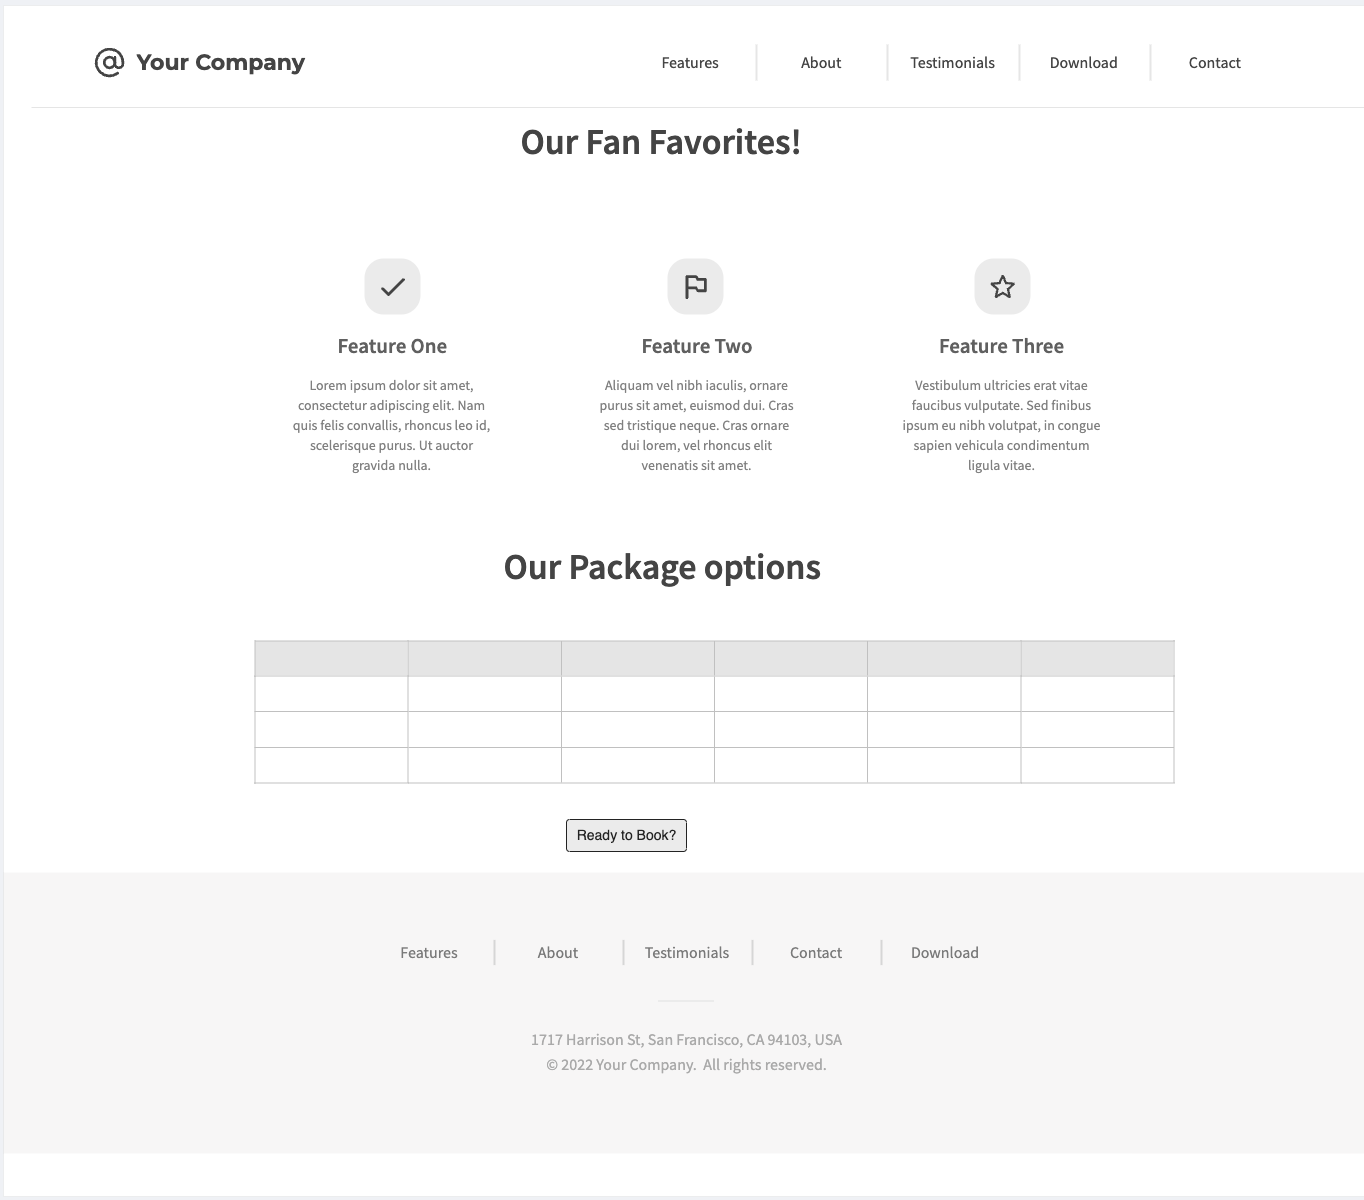 @ Your Company
Features About Testimonials Download Contact
Our Fan Favorites!
Feature One
Lorem ipsum dolor sit amet,
consectetur adipiscing elit. Nam
quis felis convallis, rhoncus leo id,
scelerisque purus. Ut auctor
gravida nulla.
Feature Two
Aliquam vel nibh iaculis, ornare
purus sit amet, euismod dui. Cras
sed tristique neque. Cras ornare
dui lorem, vel rhoncus elit
venenatis sit amet.
Feature Three
Vestibulum ultricies erat vitae
faucibus vulputate. Sed finibus
ipsum eu nibh volutpat, in congue
sapien vehicula condimentum
ligula vitae.
Our Package options
Ready to Book?
Features About Testimonials Contact Download
1717 Harrison St, San Francisco, CA 94103, USA
© 2022 Your Company. All rights reserved.